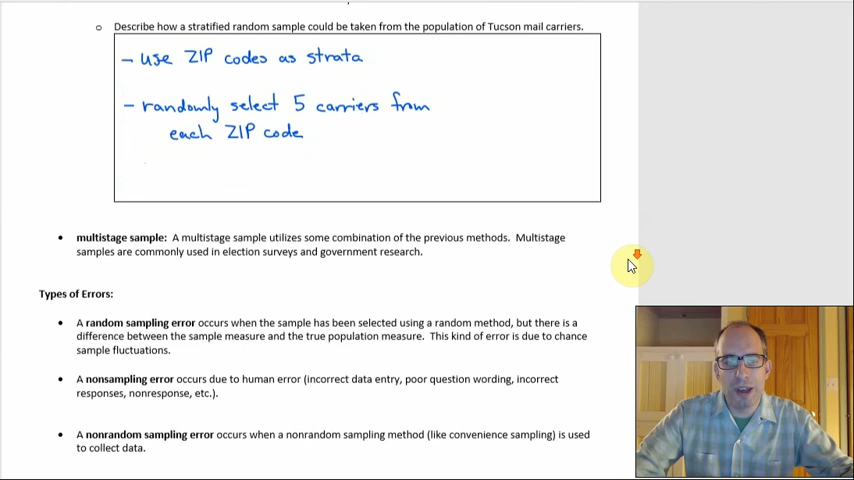 o Describe how a stratified random sample could be taken from the population of Tucson mail carriers.
- use ZIP codes as strata
- randomly select 5 carriers from
each ZIP code
• multistage sample: A multistage sample utilizes some combination of the previous methods. Multistage
samples are commonly used in election surveys and government research.
Types of Errors:
• A random sampling error occurs when the sample has been selected using a random method, but there is a
difference between the sample measure and the true population measure. This kind of error is due to chance
sample fluctuations.
• A nonsampling error occurs due to human error (incorrect data entry, poor question wording, incorrect
responses, nonresponse, etc.).
• A nonrandom sampling error occurs when a nonrandom sampling method (like convenience sampling) is used
to collect data.